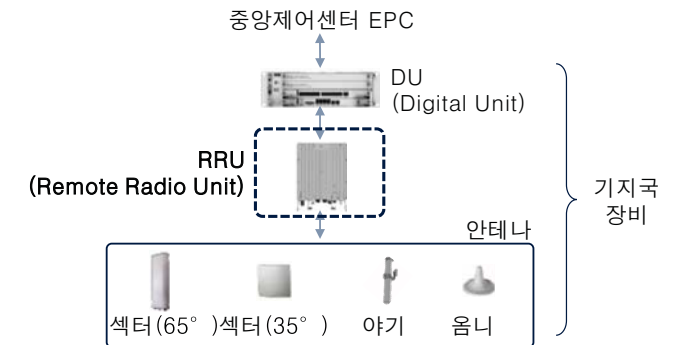 중앙제어센터 EPC
DU
(Digital Unit)
RRU
(Remote Radio Unit)
기지국
장비
안테나
섹터(65° )섹터(35° ) 야기 옴니